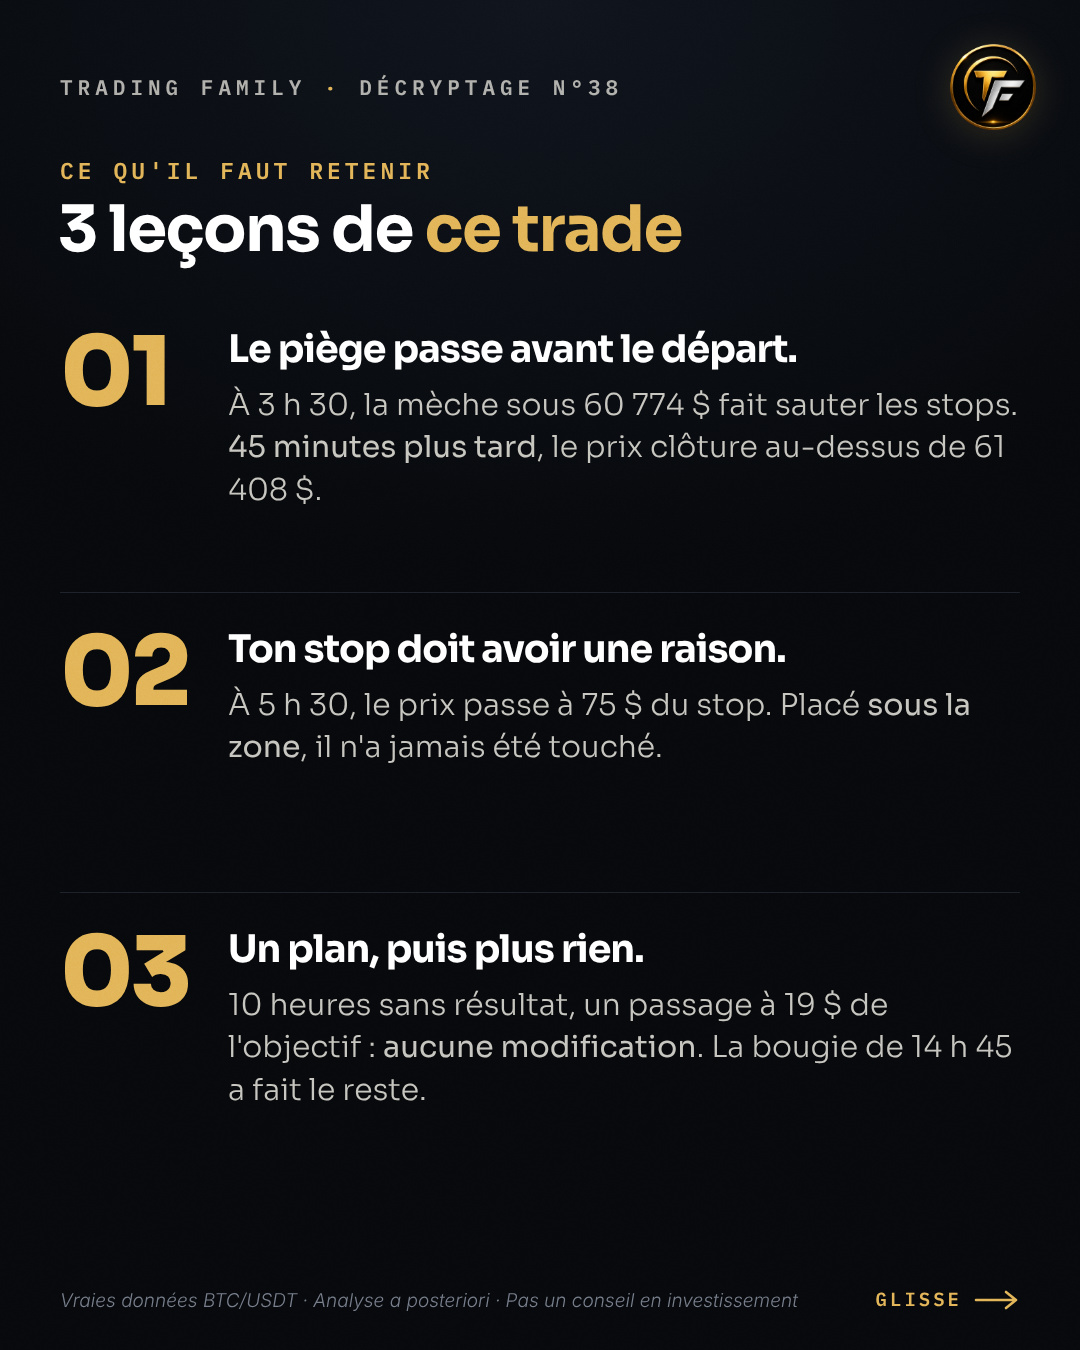 TRADING FAMILY · DÉCRYPTAGE N°38
TF
CE QU'IL FAUT RETENIR
3 leçons de ce trade
01
Le piège passe avant le départ.
À 3 h 30, la mèche sous 60 774 $ fait sauter les stops.
45 minutes plus tard, le prix clôture au-dessus de 61
408 $.
02
Ton stop doit avoir une raison.
À 5 h 30, le prix passe à 75 $ du stop. Placé sous la
zone, il n'a jamais été touché.
03
Un plan, puis plus rien.
10 heures sans résultat, un passage à 19 $ de
l'objectif : aucune modification. La bougie de 14 h 45
a fait le reste.
Vraies données BTC/USDT · Analyse a posteriori · Pas un conseil en investissement
GLISSE →